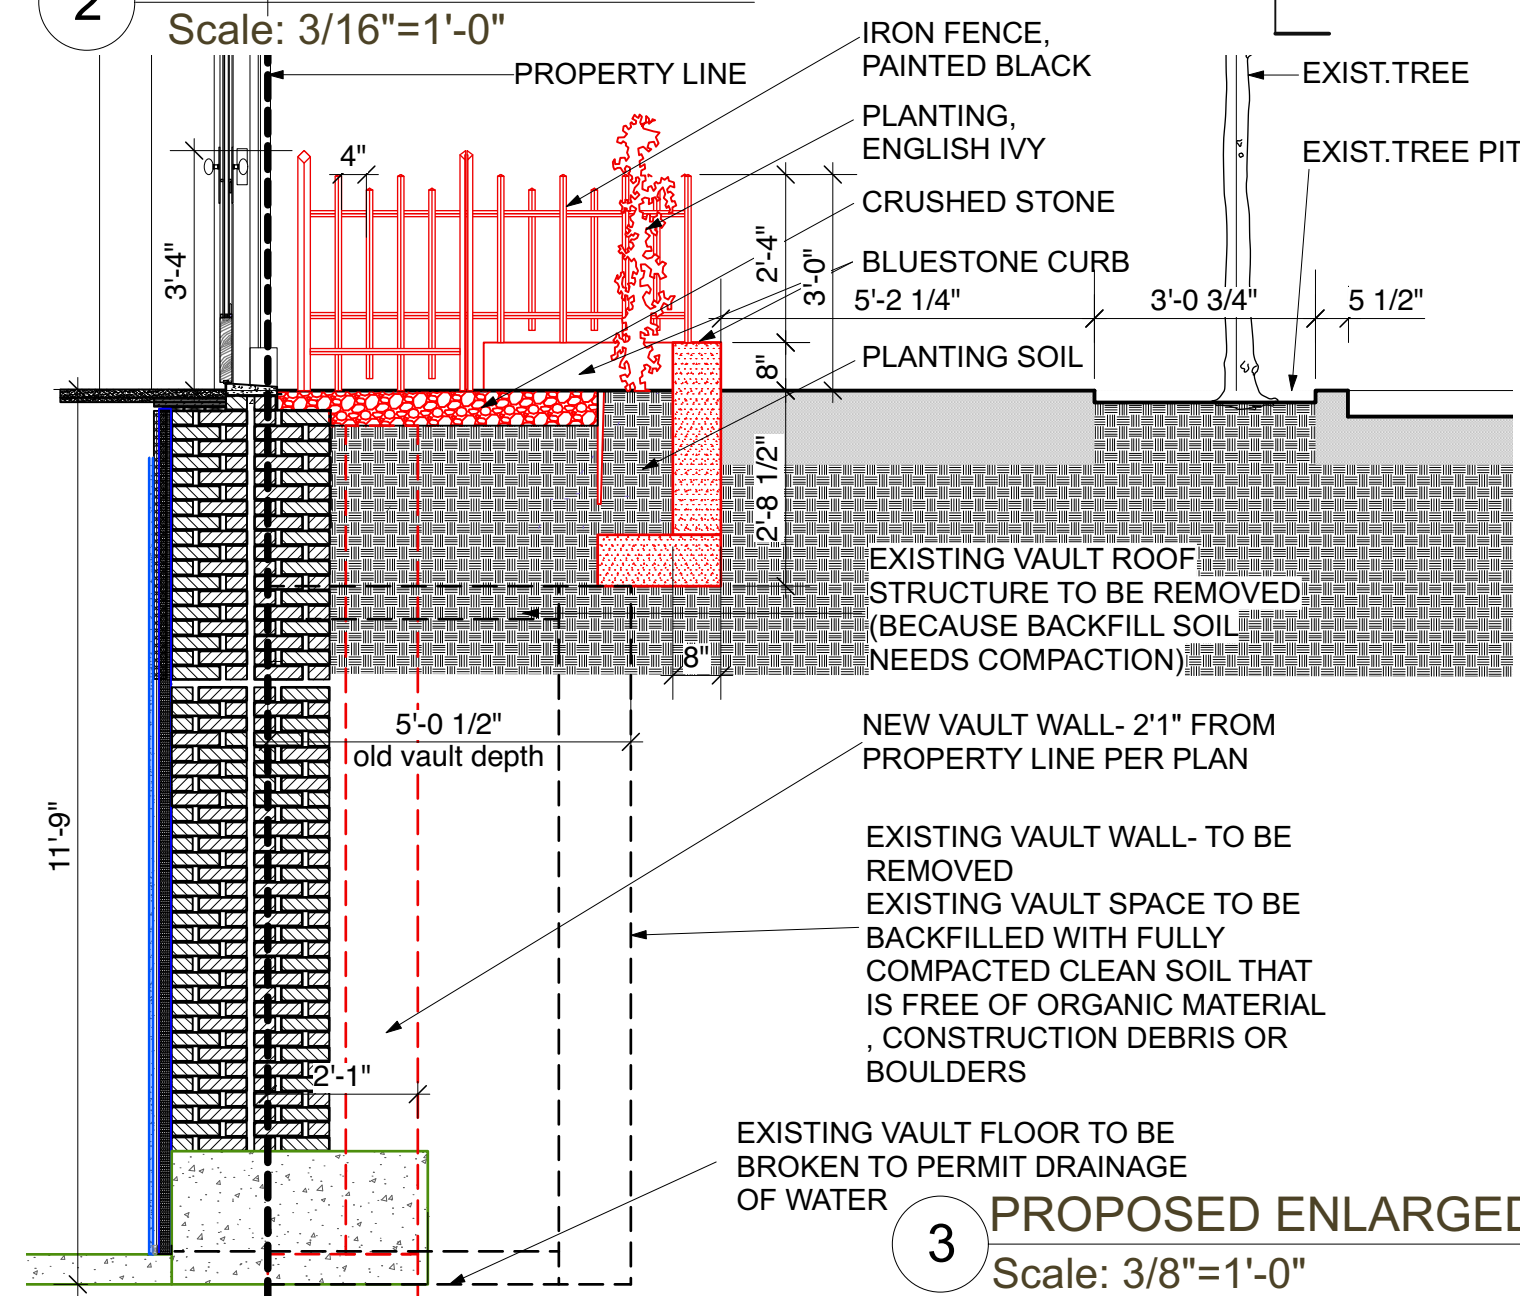 2
Scale: 3/16"=1'-0"
PROPERTY LINE
IRON FENCE,
PAINTED BLACK
EXIST.TREE
PLANTING,
ENGLISH IVY
EXIST.TREE PIT
4"
CRUSHED STONE
3'-4"
2'-4"
3'-0"
BLUESTONE CURB
5'-2 1/4"
3'-0 3/4"
5 1/2"
PLANTING SOIL
8"
2'-8 1/2"
EXISTING VAULT ROOF
STRUCTURE TO BE REMOVED
(BECAUSE BACKFILL SOIL
NEEDS COMPACTION)
8"
5'-0 1/2"
old vault depth
NEW VAULT WALL- 2'1" FROM
PROPERTY LINE PER PLAN
11'-9"
EXISTING VAULT WALL- TO BE
REMOVED
EXISTING VAULT SPACE TO BE
BACKFILLED WITH FULLY
COMPACTED CLEAN SOIL THAT
IS FREE OF ORGANIC MATERIAL
, CONSTRUCTION DEBRIS OR
BOULDERS
2'-1"
EXISTING VAULT FLOOR TO BE
BROKEN TO PERMIT DRAINAGE
OF WATER
3
PROPOSED ENLARGED
Scale: 3/8"=1'-0"